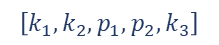 [k₁, k₂, p₁, p₂, k₃]